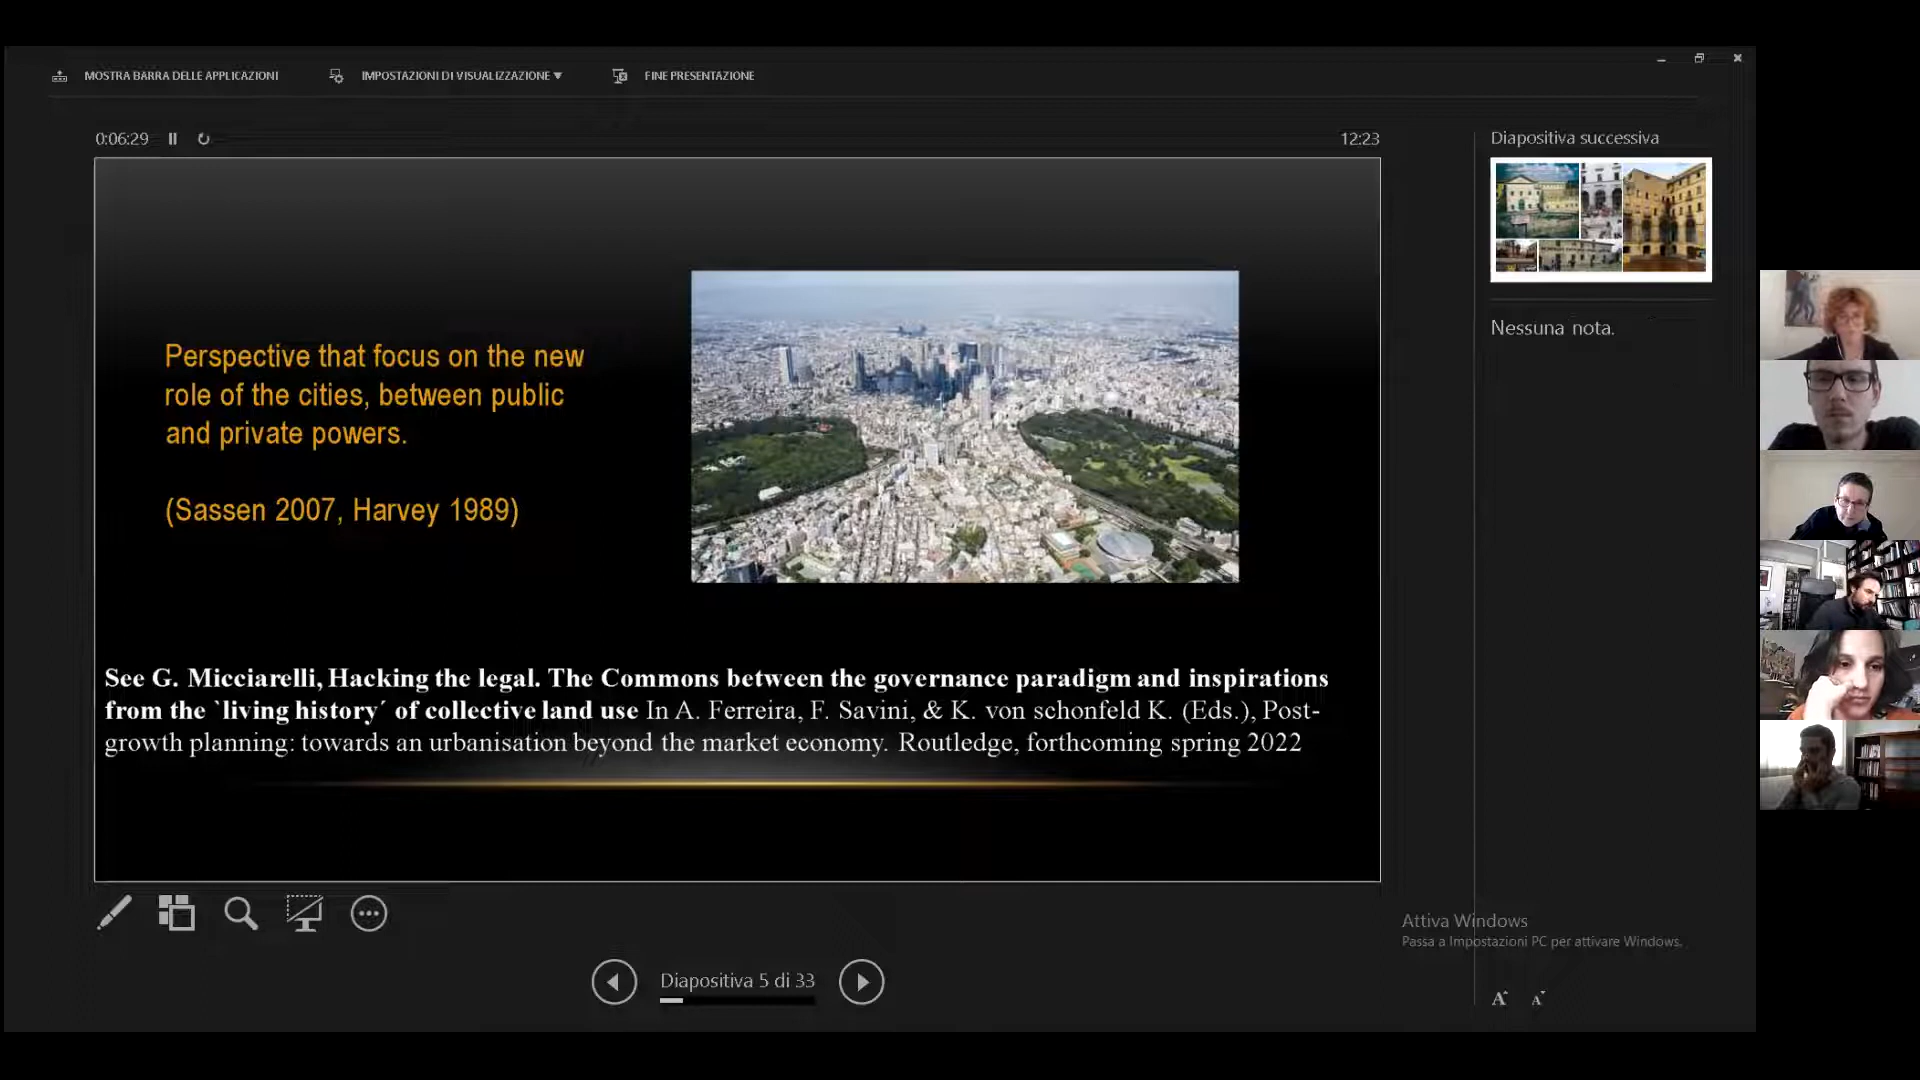 MOSTRA BARRA DELLE APPLICAZIONI
IMPOSTAZIONI DI VISUALIZZAZIONE
FINE PRESENTAZIONE
0:06:29
12:23
Diapositiva successiva
Nessuna nota.
Perspective that focus on the new
role of the cities, between public
and private powers.
(Sassen 2007, Harvey 1989)
See G. Micciarelli, Hacking the legal. The Commons between the governance paradigm and inspirations
from the `living history´ of collective land use In A. Ferreira, F. Savini, & K. von schonfeld K. (Eds.), Post-
growth planning: towards an urbanisation beyond the market economy. Routledge, forthcoming spring 2022
Attiva Windows
Passa a Impostazioni PC per attivare Windows.
Diapositiva 5 di 33
A A